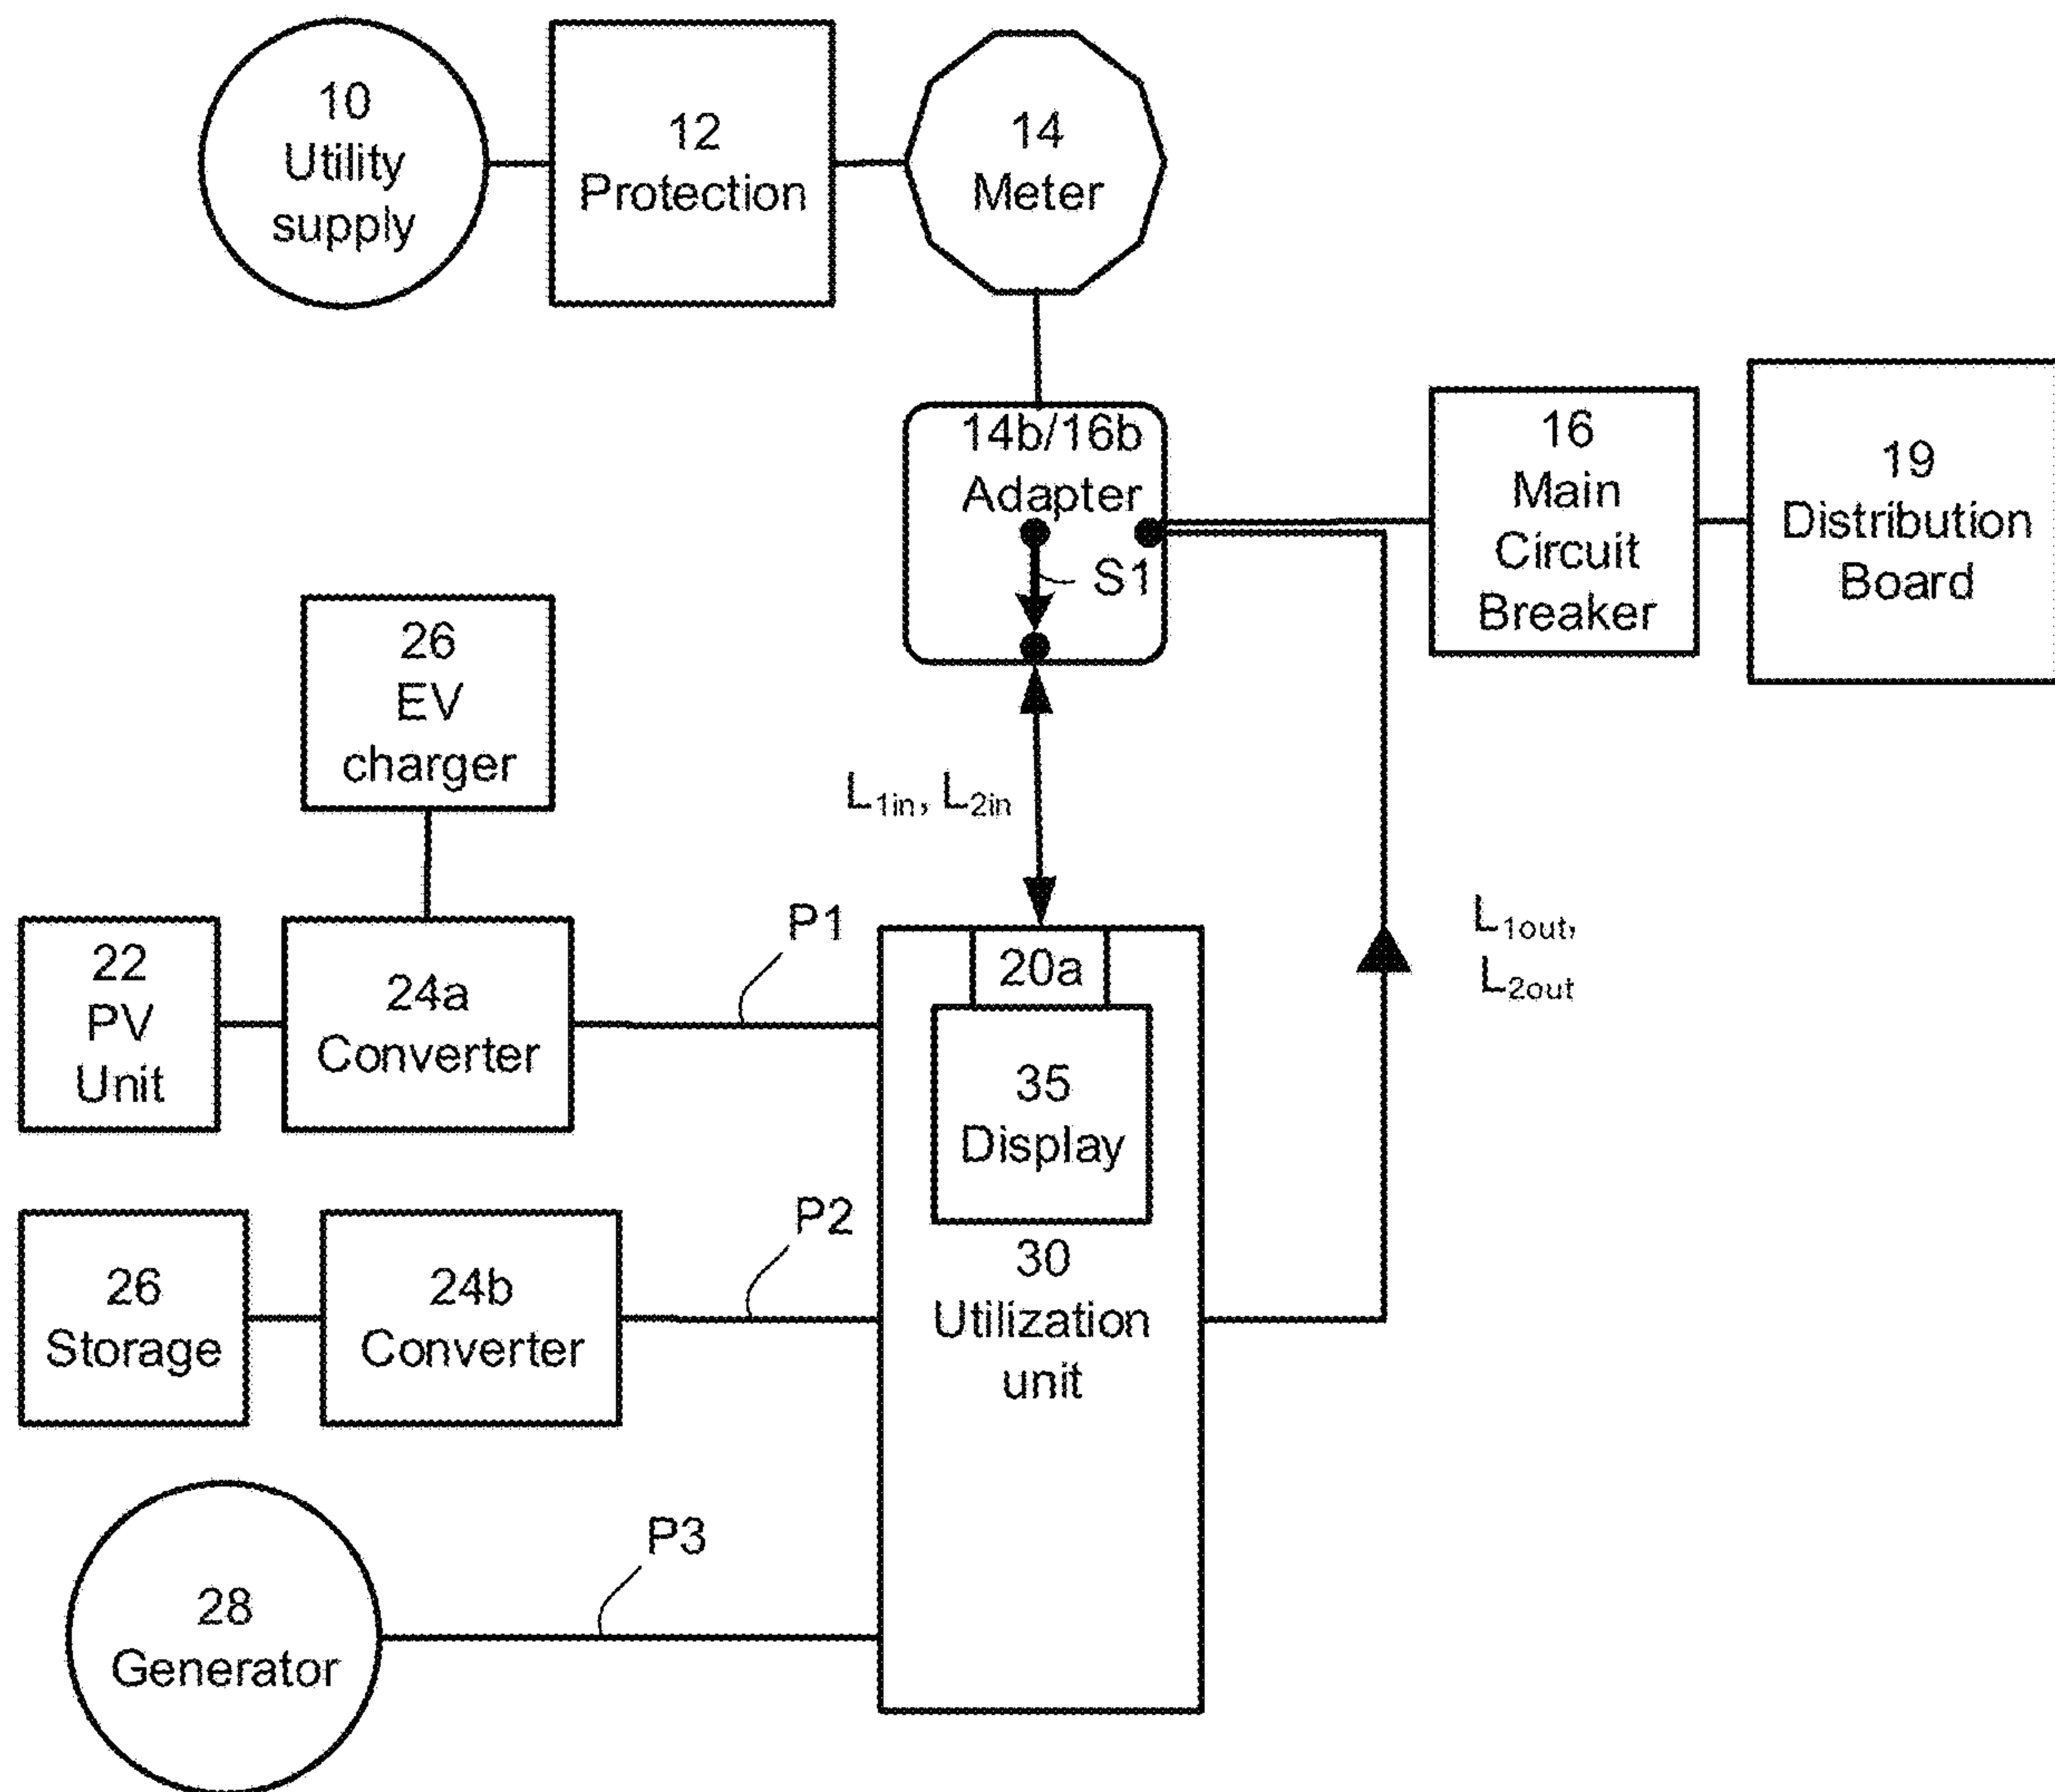 10
Utility
supply
12
Protection
14
Meter
14b/16b
Adapter
S1
16
Main
Circuit
Breaker
19
Distribution
Board
26
EV
charger
L1in, L2in
L1out,
L2out
22
PV
Unit
24a
Converter
P1
20a
35
Display
30
Utilization
unit
26
Storage
24b
Converter
P2
28
Generator
P3